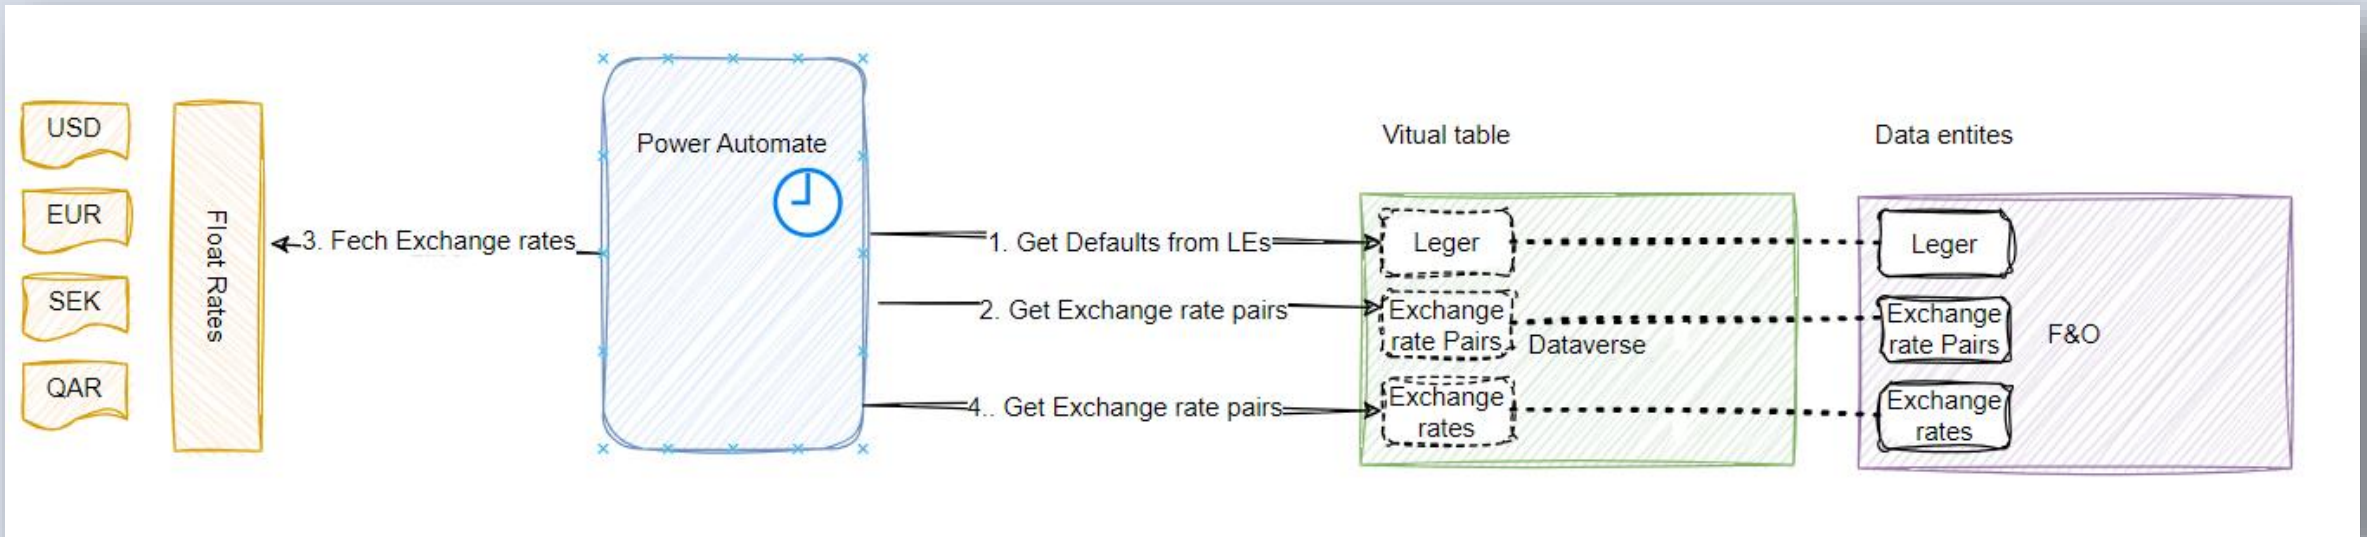 USD
EUR
SEK
QAR
Float Rates
3. Fech Exchange rates
Power Automate
1. Get Defaults from LEs
2. Get Exchange rate pairs
4.. Get Exchange rate pairs
Vitual table
Leger
Exchange
rate Pairs
Dataverse
Exchange
rates
Data entites
Leger
Exchange
rate Pairs
F&O
Exchange
rates